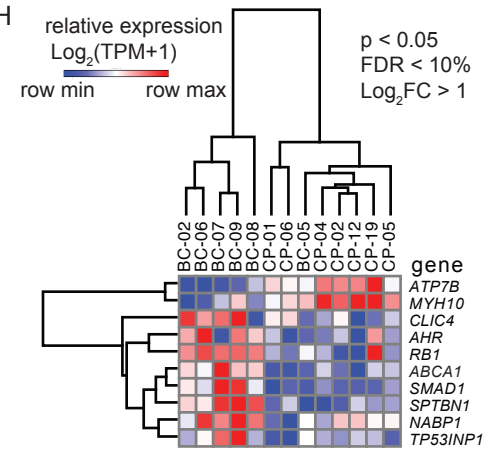 H
relative expression
Log2(TPM+1)
row min row max
p < 0.05
FDR < 10%
Log2FC > 1
BC-02
BC-06
BC-07
BC-09
BC-08
CP-01
CP-06
BC-05
CP-04
CP-02
CP-12
CP-19
CP-05
gene
ATP7B
MYH10
CLIC4
AHR
RB1
ABCA1
SMAD1
SPTBN1
NABP1
TP53INP1